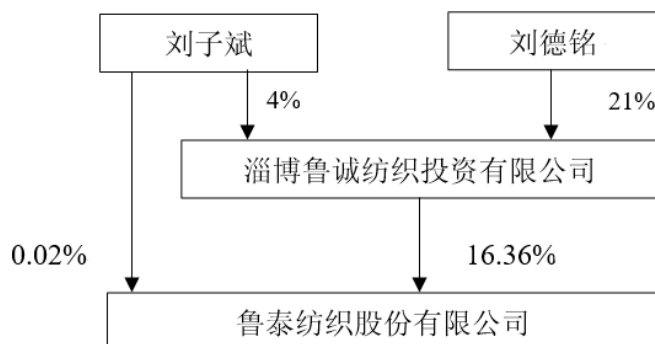 刘子斌
刘德铭
4%
21%
淄博鲁诚纺织投资有限公司
0.02%
16.36%
鲁泰纺织股份有限公司